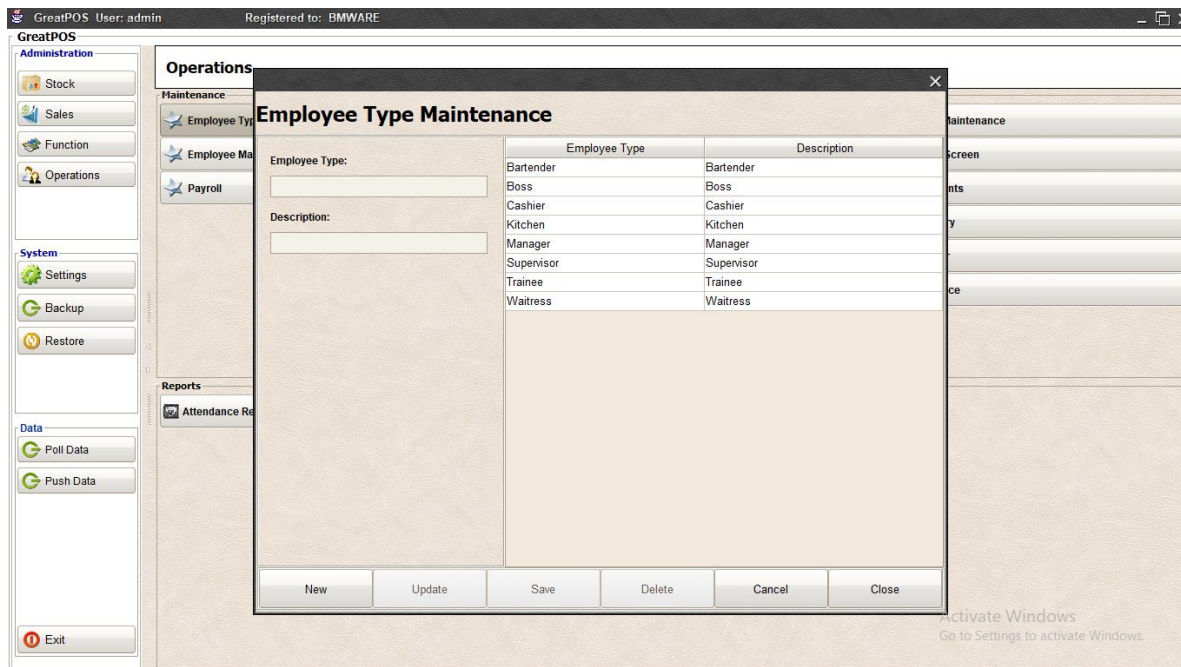 GreatPOS User: admin Registered to: BMWARE
GreatPOS
Administration
Stock
Sales
Function
Operations
System
Settings
Backup
Restore
Data
Poll Data
Push Data
Exit
Operations
Maintenance
Employee Typ
Employee Ma
Payroll
Reports
Attendance Re
Employee Type Maintenance
Employee Type:
Description:
Employee Type Description
Bartender Bartender
Boss Boss
Cashier Cashier
Kitchen Kitchen
Manager Manager
Supervisor Supervisor
Trainee Trainee
Waitress Waitress
New Update Save Delete Cancel Close
Maintenance
Screen
nts
y
ce
Activate Windows
Go to Settings to activate Windows.